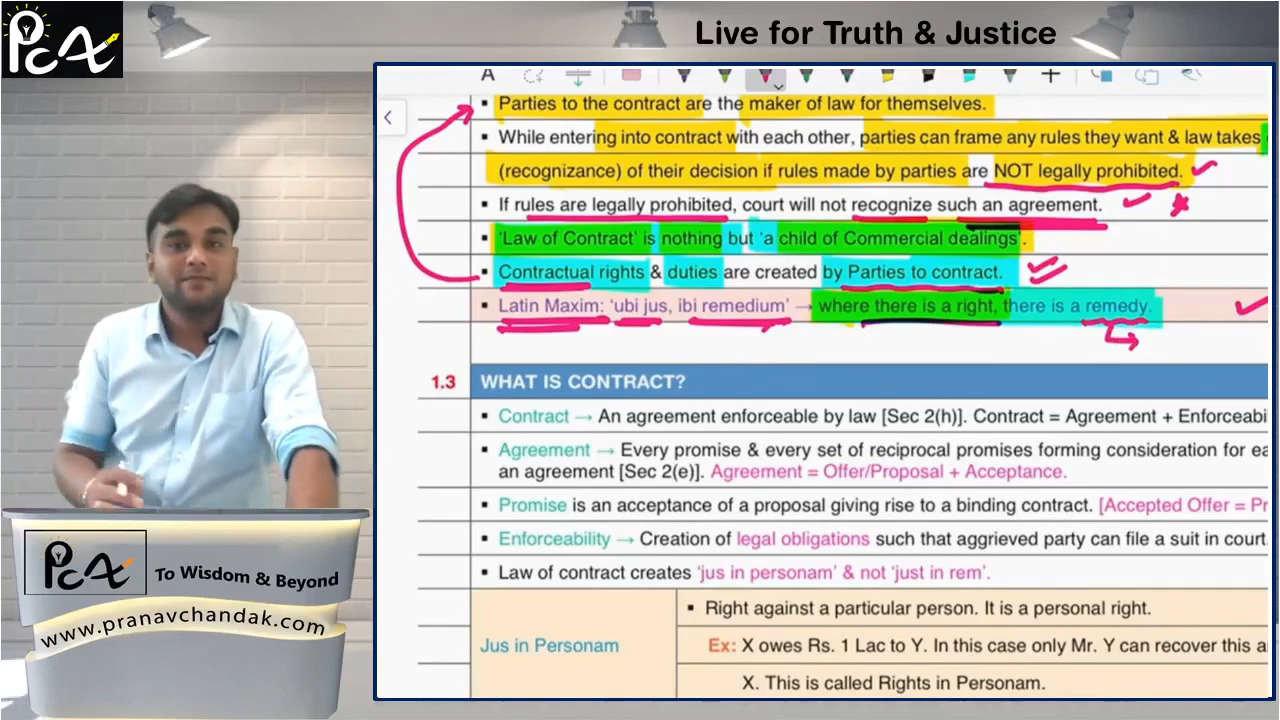 PCA
Live for Truth & Justice
A
Parties to the contract are the maker of law for themselves.
While entering into contract with each other, parties can frame any rules they want & law takes
(recognizance) of their decision if rules made by parties are NOT legally prohibited.
If rules are legally prohibited, court will not recognize such an agreement.
'Law of Contract' is nothing but 'a child of Commercial dealings'.
Contractual rights & duties are created by Parties to contract.
Latin Maxim: 'ubi jus, ibi remedium' → where there is a right, there is a remedy.
1.3 WHAT IS CONTRACT?
Contract → An agreement enforceable by law [Sec 2(h)]. Contract = Agreement + Enforceabi
Agreement → Every promise & every set of reciprocal promises forming consideration for ea
an agreement [Sec 2(e)]. Agreement = Offer/Proposal + Acceptance.
Promise is an acceptance of a proposal giving rise to a binding contract. [Accepted Offer = Pr
Enforceability → Creation of legal obligations such that aggrieved party can file a suit in court.
Law of contract creates 'jus in personam' & not 'just in rem'.
Jus in Personam
Right against a particular person. It is a personal right.
Ex: X owes Rs. 1 Lac to Y. In this case only Mr. Y can recover this a
X. This is called Rights in Personam.
PCA
To Wisdom & Beyond
www.pranavchandak.com